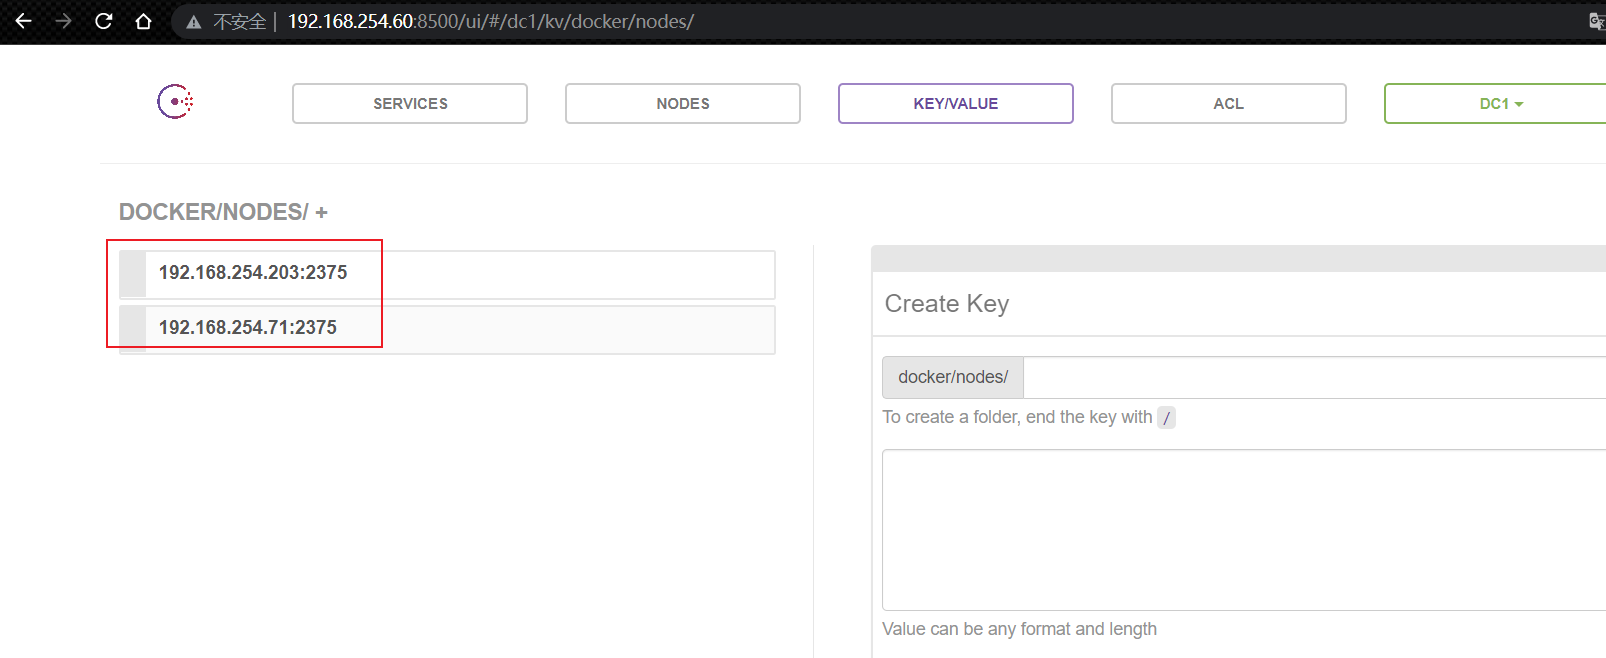 不安全 | 192.168.254.60:8500/ui/#/dc1/kv/docker/nodes/
SERVICES
NODES
KEY/VALUE
ACL
DC1
DOCKER/NODES/ +
192.168.254.203:2375
192.168.254.71:2375
Create Key
docker/nodes/
To create a folder, end the key with /
Value can be any format and length